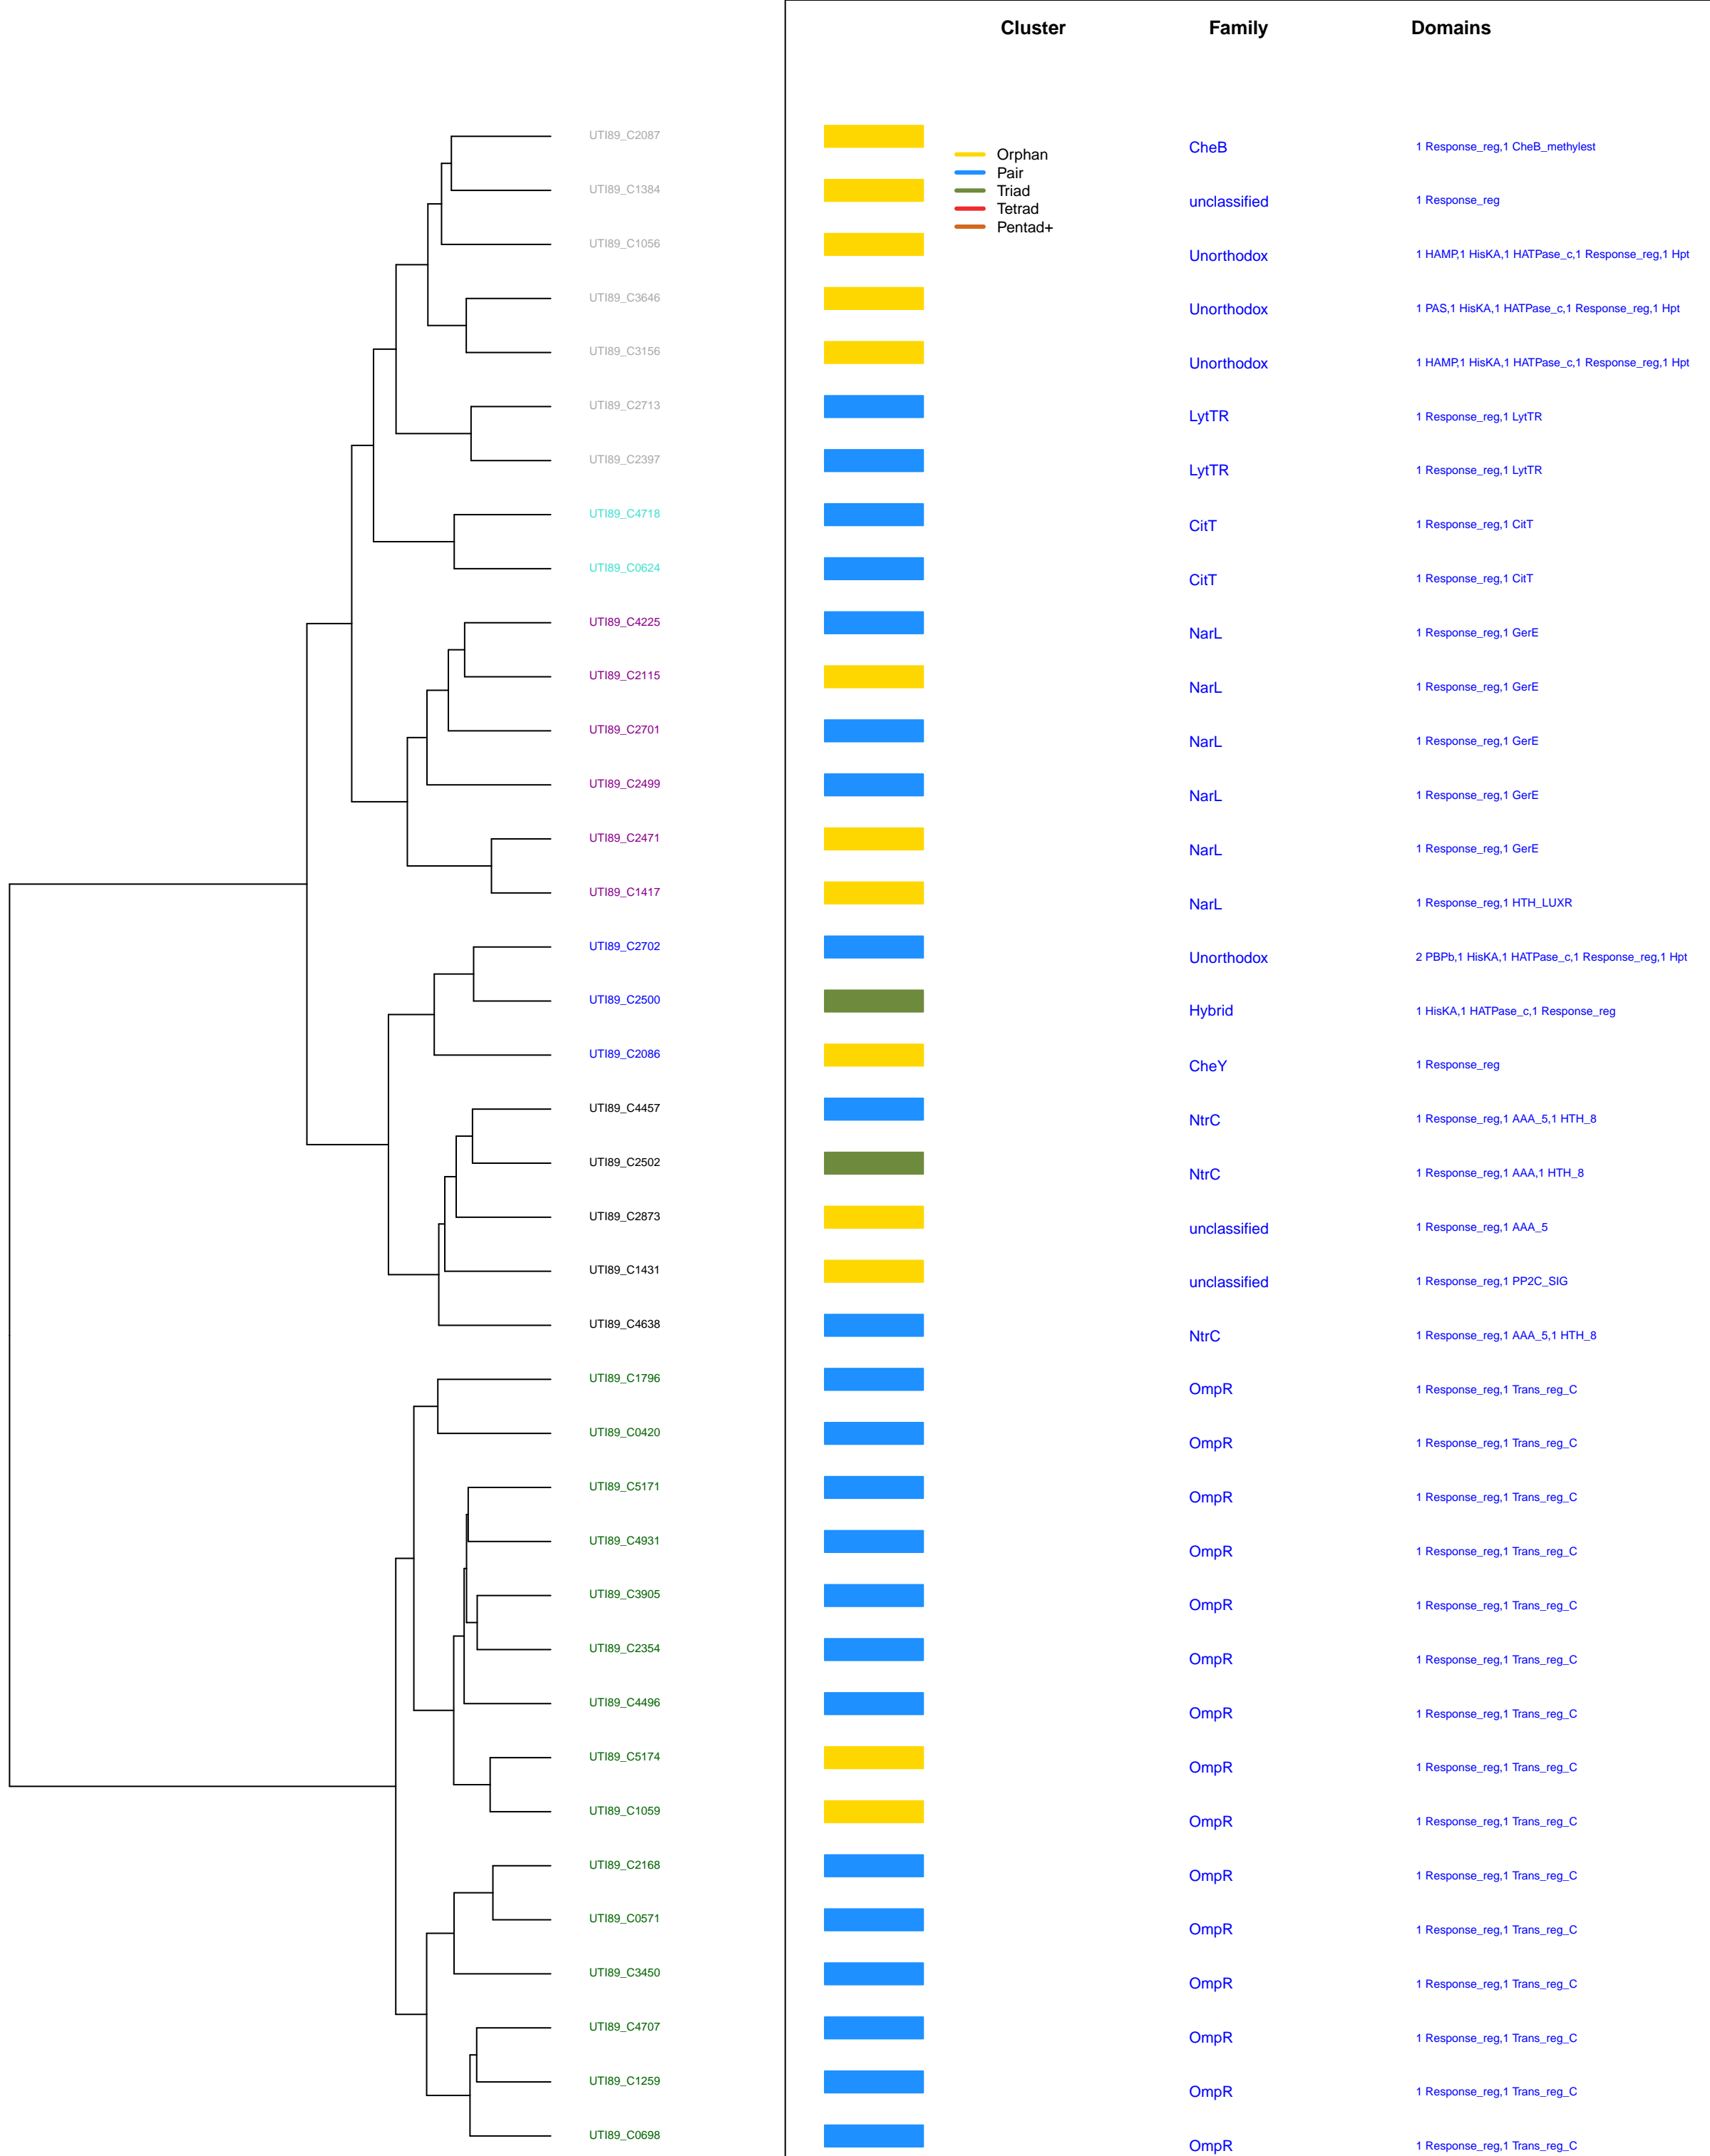 Cluster Family Domains
UTI89_C2087 CheB 1 Response_reg,1 CheB_methylest
Orphan
Pair
Triad
Tetrad
Pentad+
UTI89_C1384 unclassified 1 Response_reg
UTI89_C1056 Unorthodox 1 HAMP,1 HisKA,1 HATPase_c,1 Response_reg,1 Hpt
UTI89_C3646 Unorthodox 1 PAS,1 HisKA,1 HATPase_c,1 Response_reg,1 Hpt
UTI89_C3156 Unorthodox 1 HAMP,1 HisKA,1 HATPase_c,1 Response_reg,1 Hpt
UTI89_C2713 LytTR 1 Response_reg,1 LytTR
UTI89_C2397 LytTR 1 Response_reg,1 LytTR
UTI89_C4718 CitT 1 Response_reg,1 CitT
UTI89_C0624 CitT 1 Response_reg,1 CitT
UTI89_C4225 NarL 1 Response_reg,1 GerE
UTI89_C2115 NarL 1 Response_reg,1 GerE
UTI89_C2701 NarL 1 Response_reg,1 GerE
UTI89_C2499 NarL 1 Response_reg,1 GerE
UTI89_C2471 NarL 1 Response_reg,1 GerE
UTI89_C1417 NarL 1 Response_reg,1 HTH_LUXR
UTI89_C2702 Unorthodox 2 PBPb,1 HisKA,1 HATPase_c,1 Response_reg,1 Hpt
UTI89_C2500 Hybrid 1 HisKA,1 HATPase_c,1 Response_reg
UTI89_C2086 CheY 1 Response_reg
UTI89_C4457 NtrC 1 Response_reg,1 AAA_5,1 HTH_8
UTI89_C2502 NtrC 1 Response_reg,1 AAA,1 HTH_8
UTI89_C2873 unclassified 1 Response_reg,1 AAA_5
UTI89_C1431 unclassified 1 Response_reg,1 PP2C_SIG
UTI89_C4638 NtrC 1 Response_reg,1 AAA_5,1 HTH_8
UTI89_C1796 OmpR 1 Response_reg,1 Trans_reg_C
UTI89_C0420 OmpR 1 Response_reg,1 Trans_reg_C
UTI89_C5171 OmpR 1 Response_reg,1 Trans_reg_C
UTI89_C4931 OmpR 1 Response_reg,1 Trans_reg_C
UTI89_C3905 OmpR 1 Response_reg,1 Trans_reg_C
UTI89_C2354 OmpR 1 Response_reg,1 Trans_reg_C
UTI89_C4496 OmpR 1 Response_reg,1 Trans_reg_C
UTI89_C5174 OmpR 1 Response_reg,1 Trans_reg_C
UTI89_C1059 OmpR 1 Response_reg,1 Trans_reg_C
UTI89_C2168 OmpR 1 Response_reg,1 Trans_reg_C
UTI89_C0571 OmpR 1 Response_reg,1 Trans_reg_C
UTI89_C3450 OmpR 1 Response_reg,1 Trans_reg_C
UTI89_C4707 OmpR 1 Response_reg,1 Trans_reg_C
UTI89_C1259 OmpR 1 Response_reg,1 Trans_reg_C
UTI89_C0698 OmpR 1 Response_reg,1 Trans_reg_C